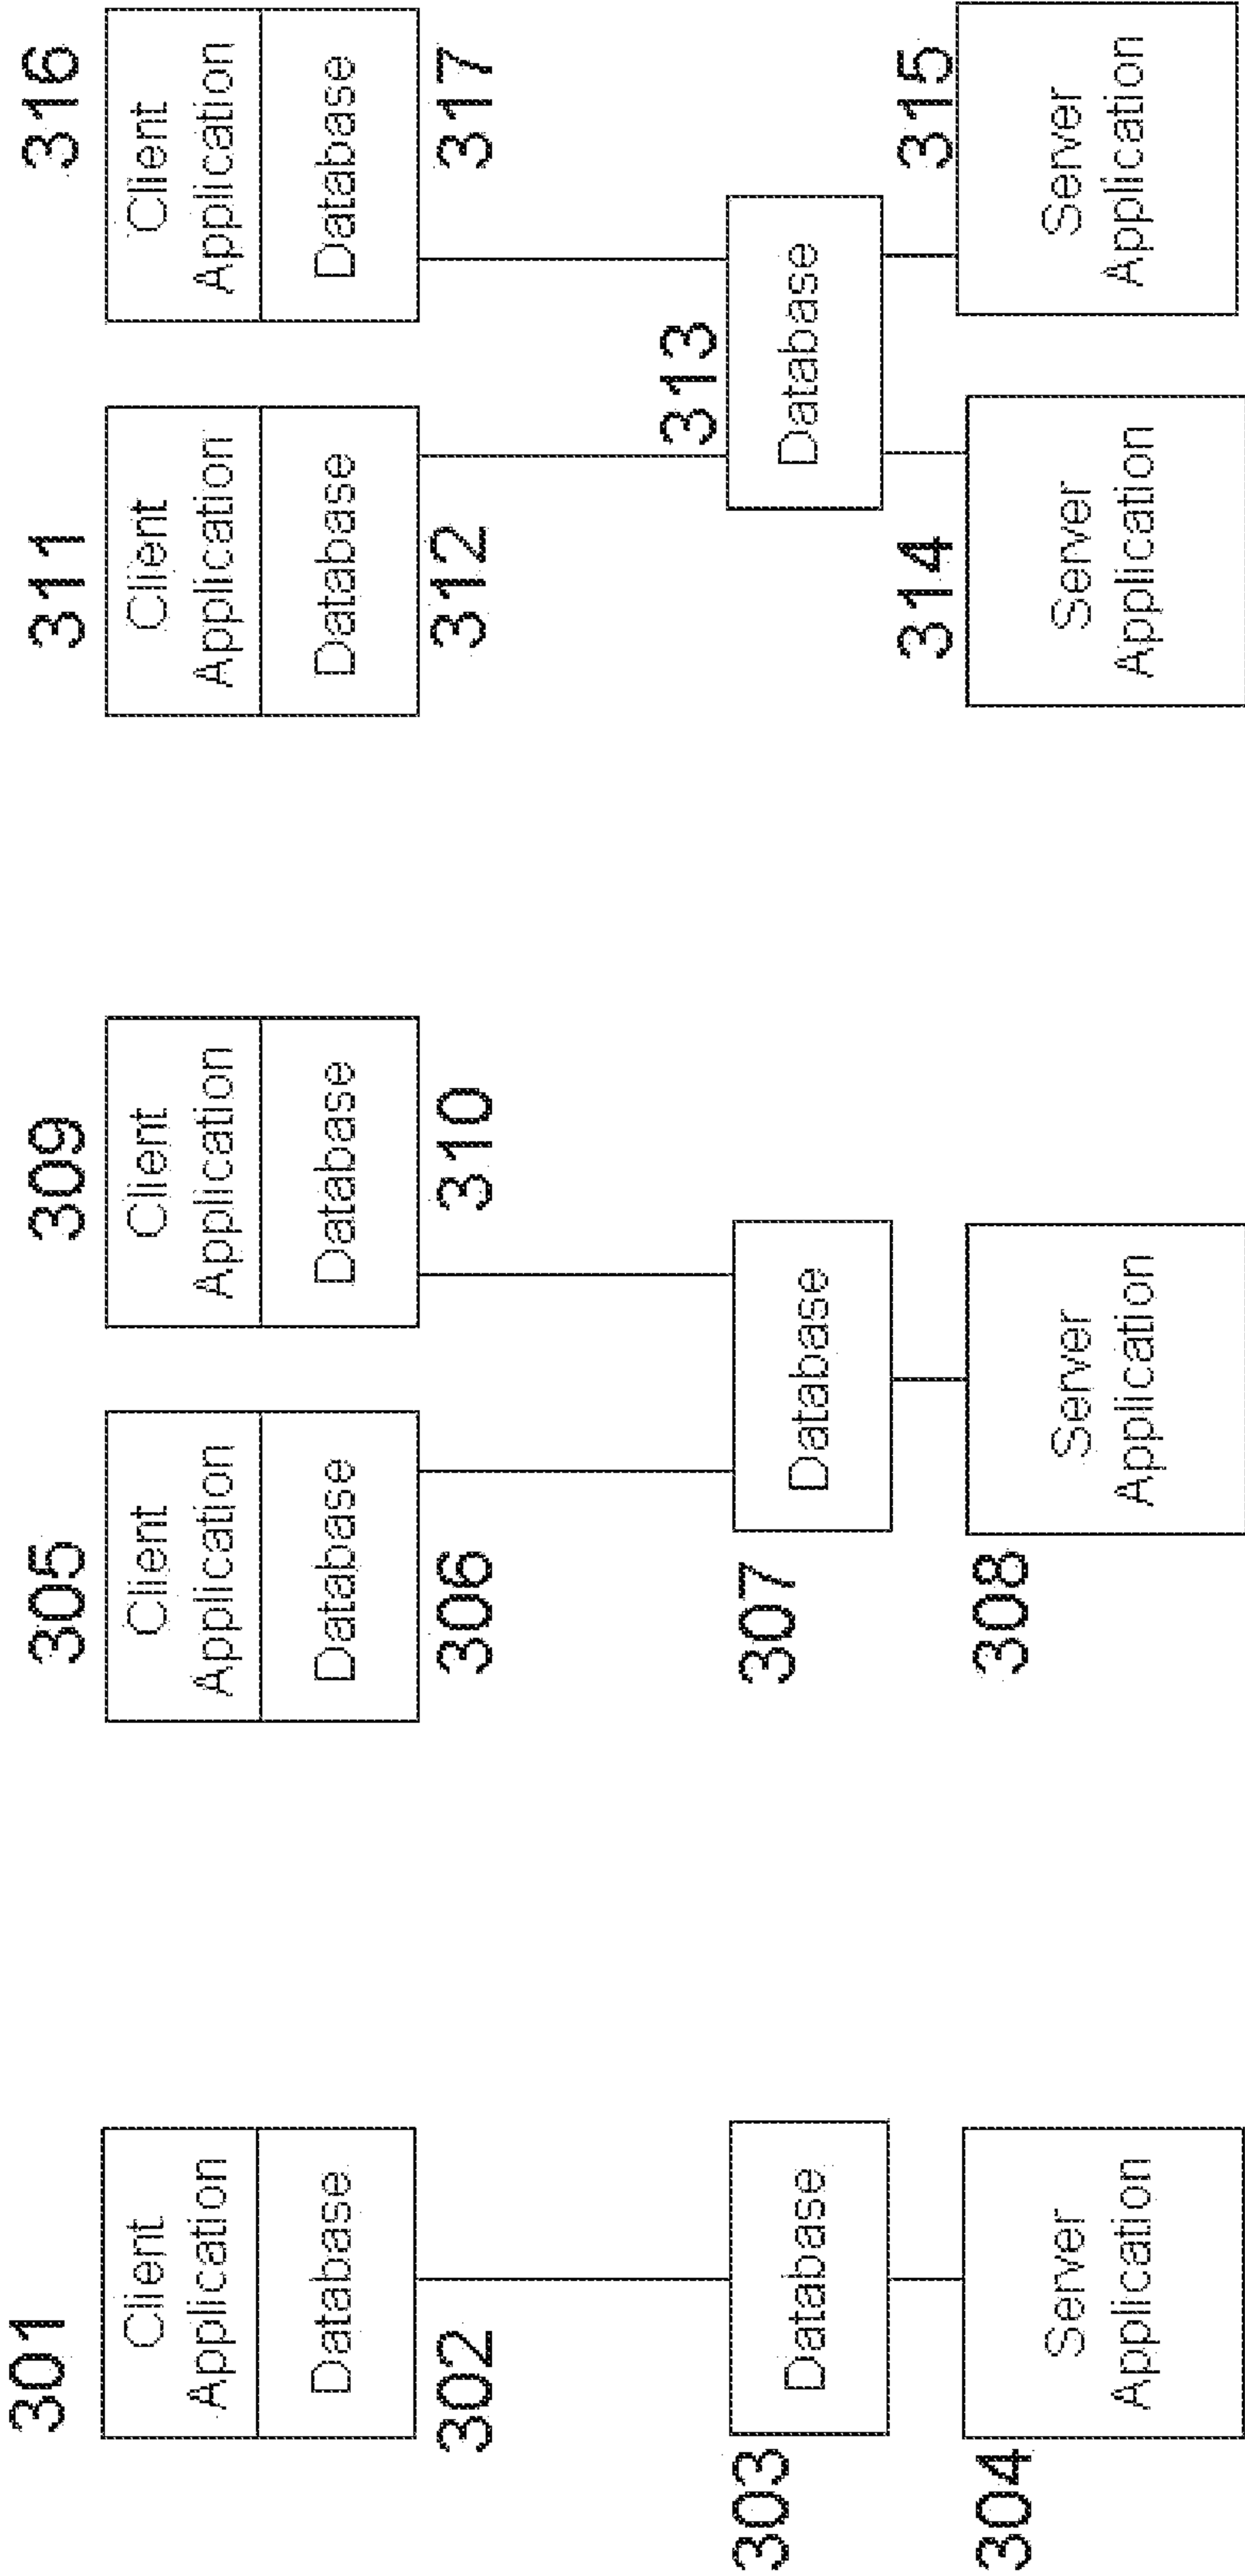 301
Client
Application
Database
302
303
Database
304
Server
Application
305
Client
Application
Database
306
309
Client
Application
Database
310
307
Database
308
Server
Application
311
Client
Application
Database
312
316
Client
Application
Database
317
313
Database
314
Server
Application
315
Server
Application